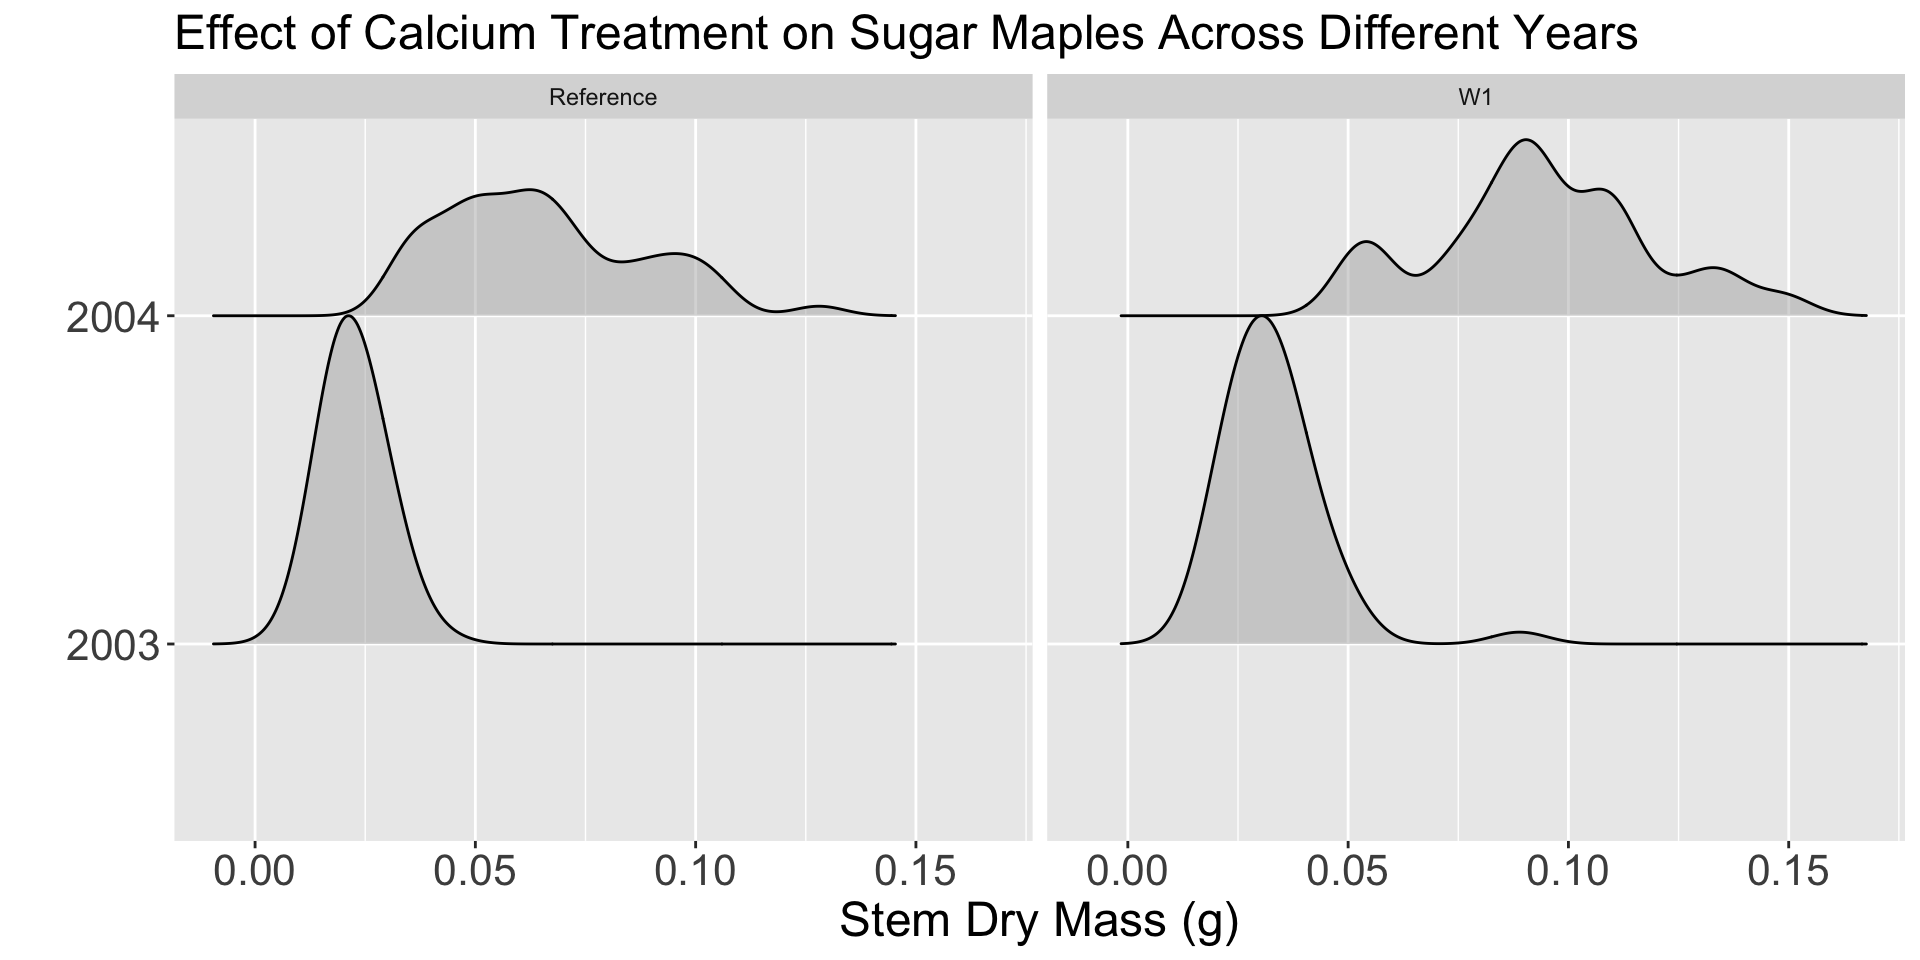 Effect of Calcium Treatment on Sugar Maples Across Different Years
Reference
W1
2004
2003
0.00 0.05 0.10 0.15 0.00 0.05 0.10 0.15
Stem Dry Mass (g)